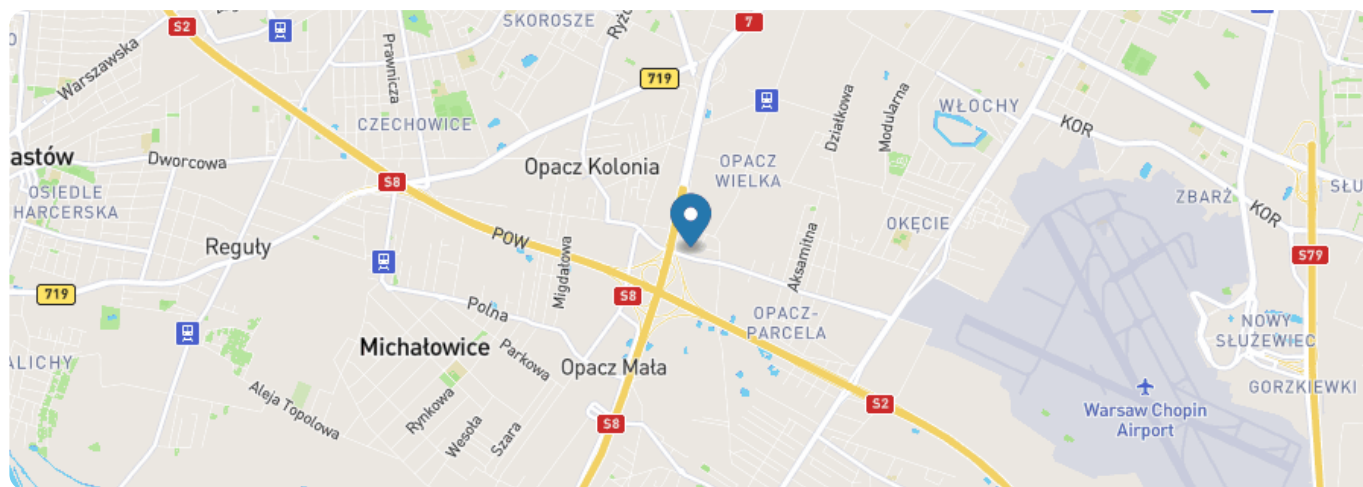 S2
SKOROSZE
Ryżo
7
Warszawska
Prawnicza
719
Działkowa
Modularna
WŁOCHY
CZECHOWICE
KOR
astów
Dworcowa
Opacz Kolonia
OPACZ
WIELKA
S8
OSIEDLE
HARCERSKA
ZBARŻ
SŁU
KOR
Reguły
POW
Migdałowa
Aksamitna
OKĘCIE
S79
719
Polna
S8
OPACZ-
PARCELA
NOWY
SŁUŻEWIEC
ALICHY
Michałowice
Parkowa
Opacz Mała
GORZKIEWKI
Aleja Topolowa
Rynkowa
Wesoła
Szara
S8
S2
Warsaw Chopin
Airport